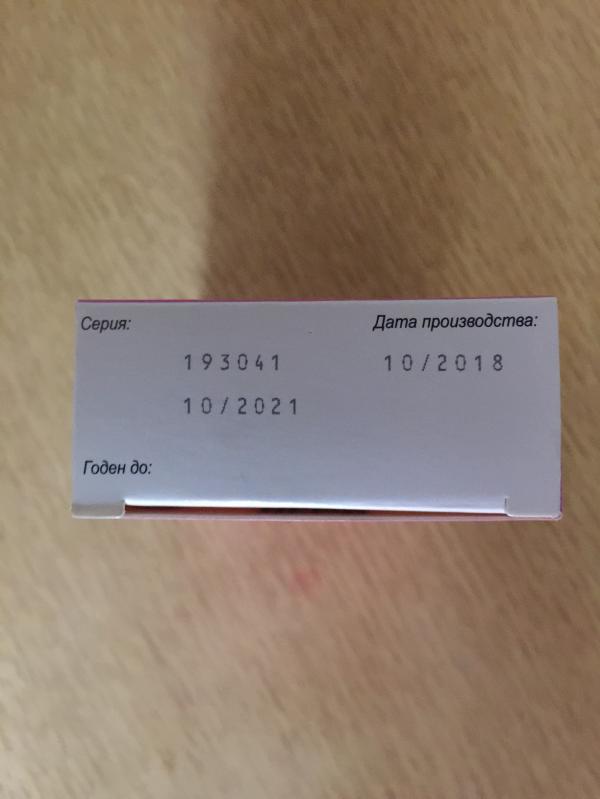 Серия: Дата производства:
193041 10/2018
10/2021
Годен до: